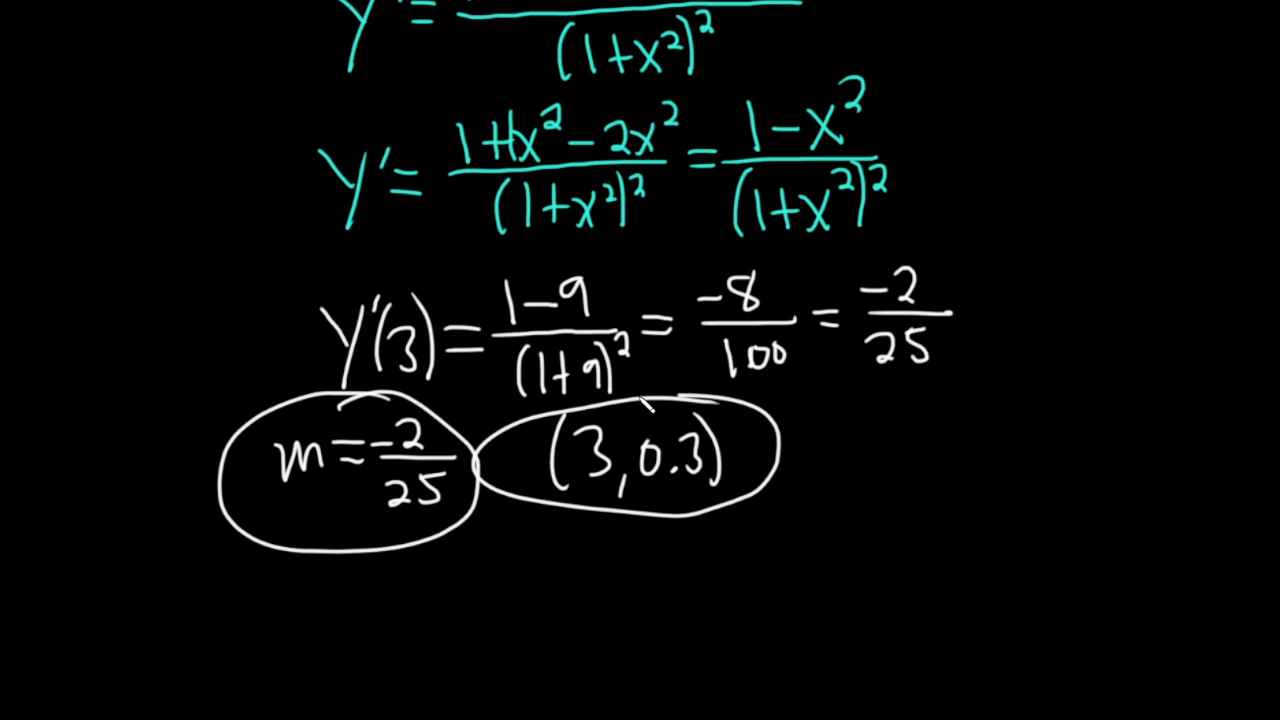 y' = ―― / (1+x²)²
y' = (1+1x² - 2x²) / (1+x²)² = (1-x²) / (1+x²)²
y'(3) = (1-9) / (1+9)² = -8/100 = -2/25
m = -2/25 (3, 0.3)